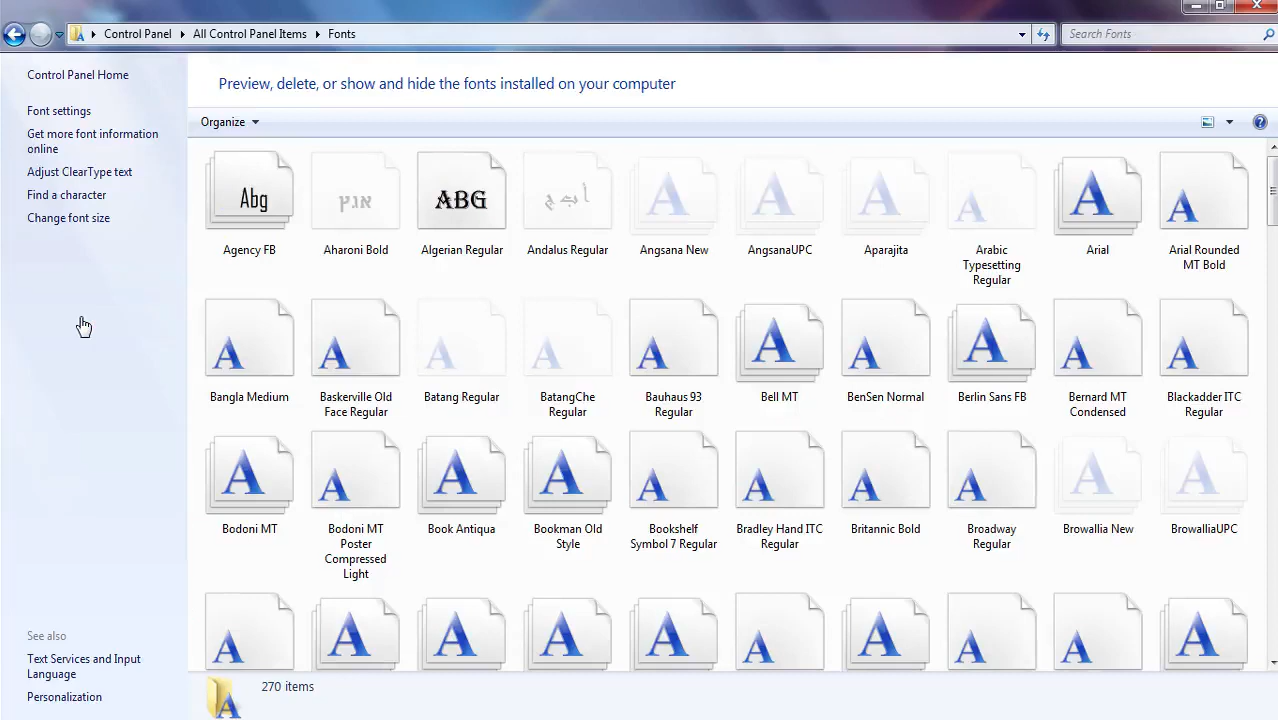 Control Panel ▸ All Control Panel Items ▸ Fonts
Search Fonts
Control Panel Home
Font settings
Get more font information
online
Adjust ClearType text
Find a character
Change font size
See also
Text Services and Input
Language
Personalization
Preview, delete, or show and hide the fonts installed on your computer
Organize
Abg
אבץ
ABG
أب ج
Agency FB
Aharoni Bold
Algerian Regular
Andalus Regular
Angsana New
AngsanaUPC
Aparajita
Arabic
Typesetting
Regular
Arial
Arial Rounded
MT Bold
Bangla Medium
Baskerville Old
Face Regular
Batang Regular
BatangChe
Regular
Bauhaus 93
Regular
Bell MT
BenSen Normal
Berlin Sans FB
Bernard MT
Condensed
Blackadder ITC
Regular
Bodoni MT
Bodoni MT
Poster
Compressed
Light
Book Antiqua
Bookman Old
Style
Bookshelf
Symbol 7 Regular
Bradley Hand ITC
Regular
Britannic Bold
Broadway
Regular
Browallia New
BrowalliaUPC
270 items